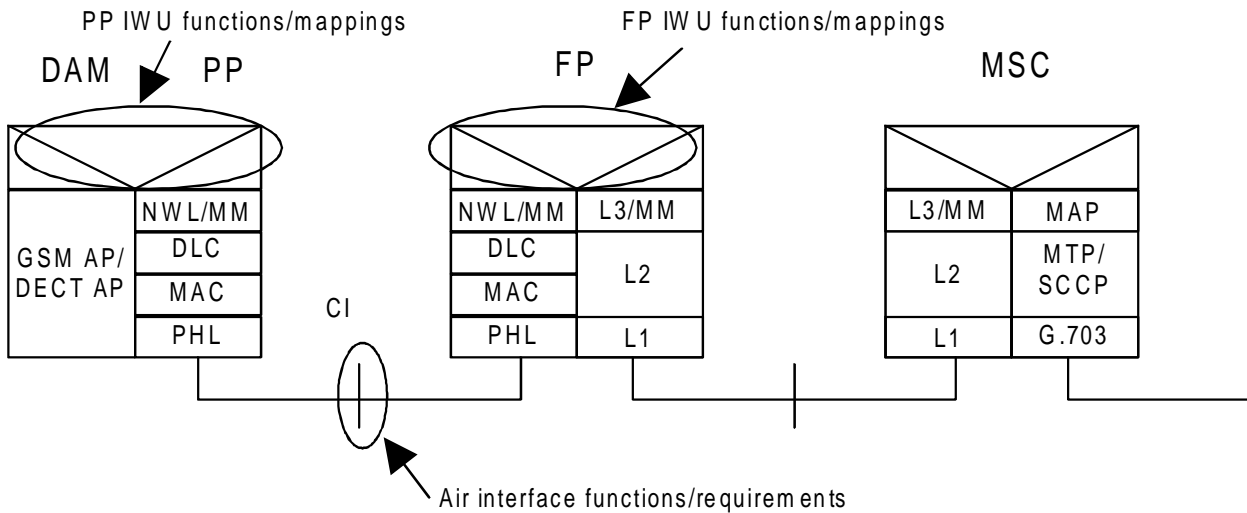 PP IWU functions/mappings
FP IWU functions/mappings
DAM
PP
FP
MSC
NWL/MM
DLC
MAC
PHL
GSM AP/
DECT AP
NWL/MM
DLC
MAC
PHL
L3/MM
L2
L1
L3/MM
L2
L1
MAP
MTP/
SCCP
G.703
CI
Air interface functions/requirements